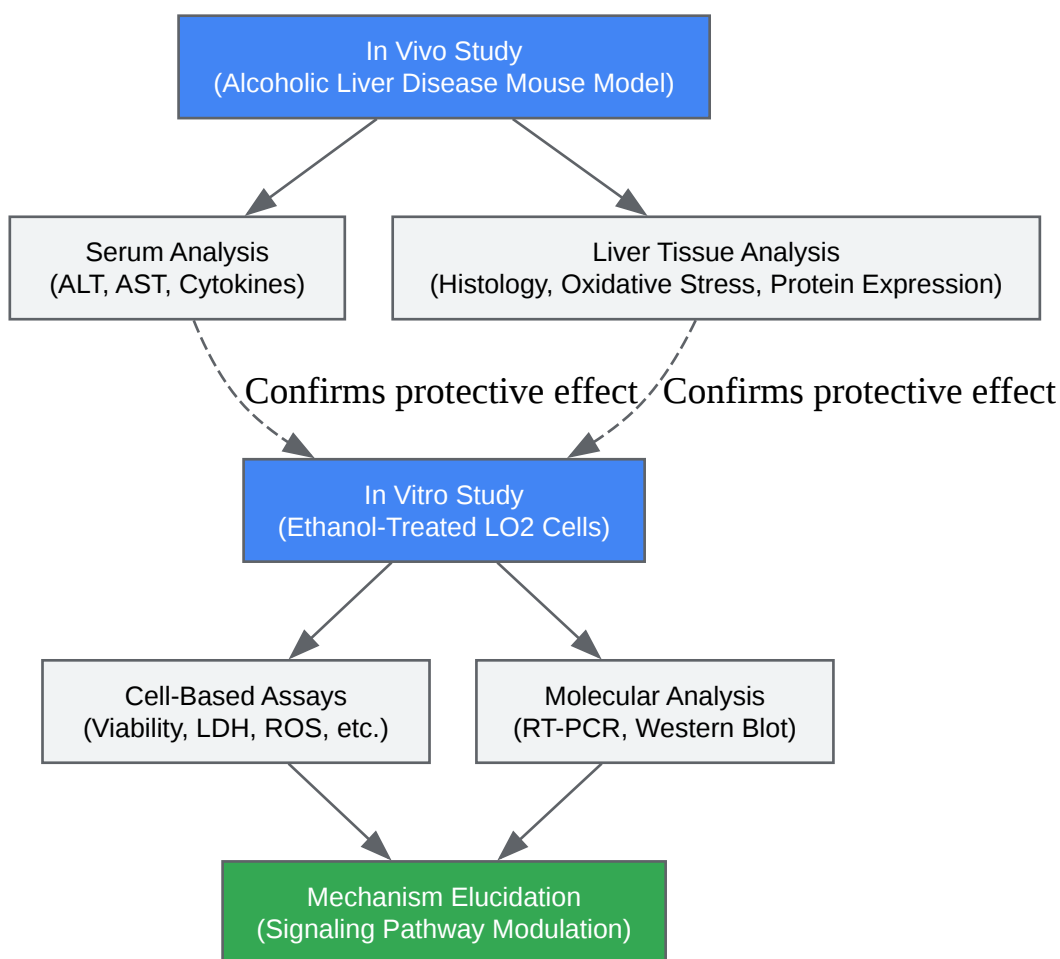 In Vivo Study
(Alcoholic Liver Disease Mouse Model)
Serum Analysis
(ALT, AST, Cytokines)
Liver Tissue Analysis
(Histology, Oxidative Stress, Protein Expression)
Confirms protective effect
Confirms protective effect
In Vitro Study
(Ethanol-Treated LO2 Cells)
Cell-Based Assays
(Viability, LDH, ROS, etc.)
Molecular Analysis
(RT-PCR, Western Blot)
Mechanism Elucidation
(Signaling Pathway Modulation)